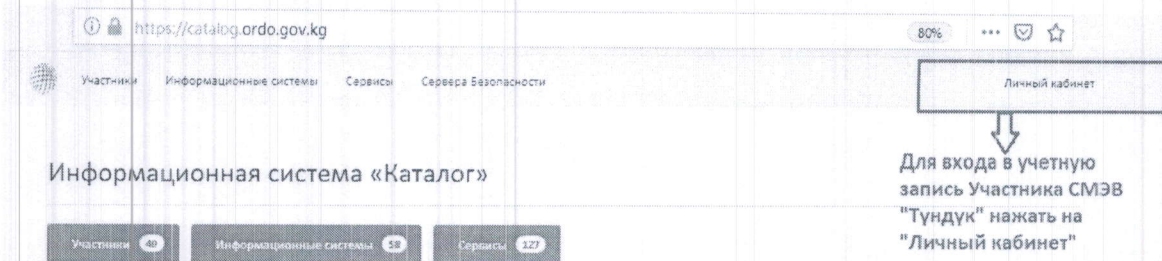 https://catalog.ordo.gov.kg
80%
Участники Информационные системы Сервисы Сервера Безопасности Личный кабинет
Информационная система «Каталог»
Для входа в учетную
запись Участника СМЭВ
"Тундук" нажать на
"Личный кабинет"
Участники 40 Информационные системы 58 Сервисы 127